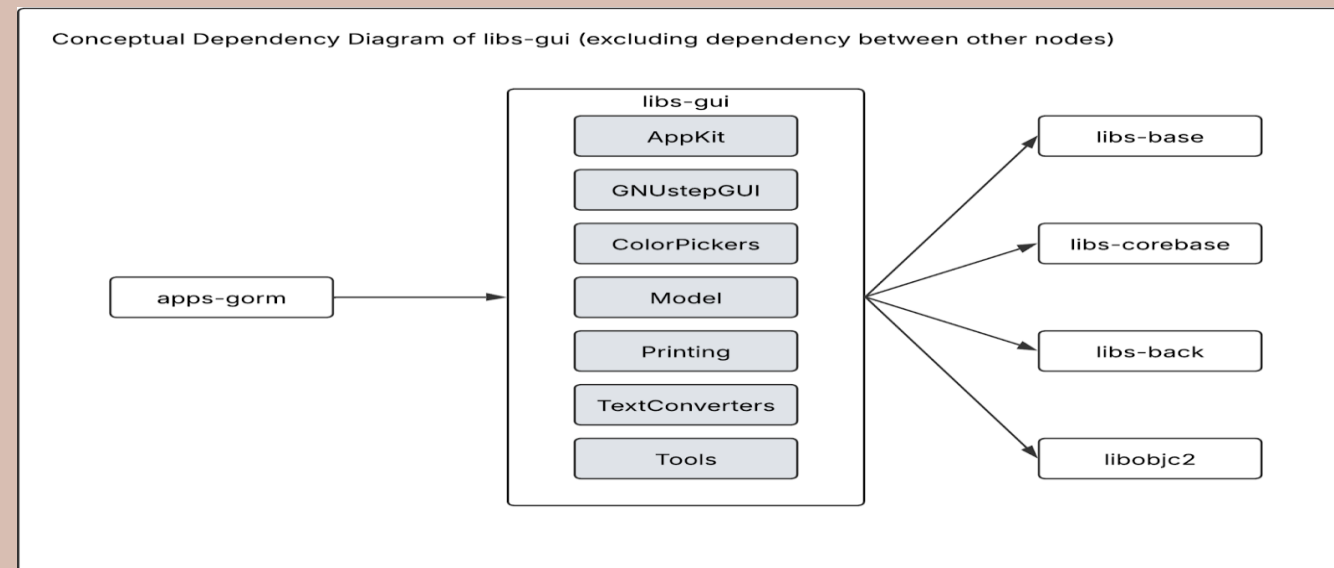 Conceptual Dependency Diagram of libs-gui (excluding dependency between other nodes)
libs-gui
AppKit
GNUstepGUI
ColorPickers
Model
Printing
TextConverters
Tools
apps-gorm
libs-base
libs-corebase
libs-back
libobjc2